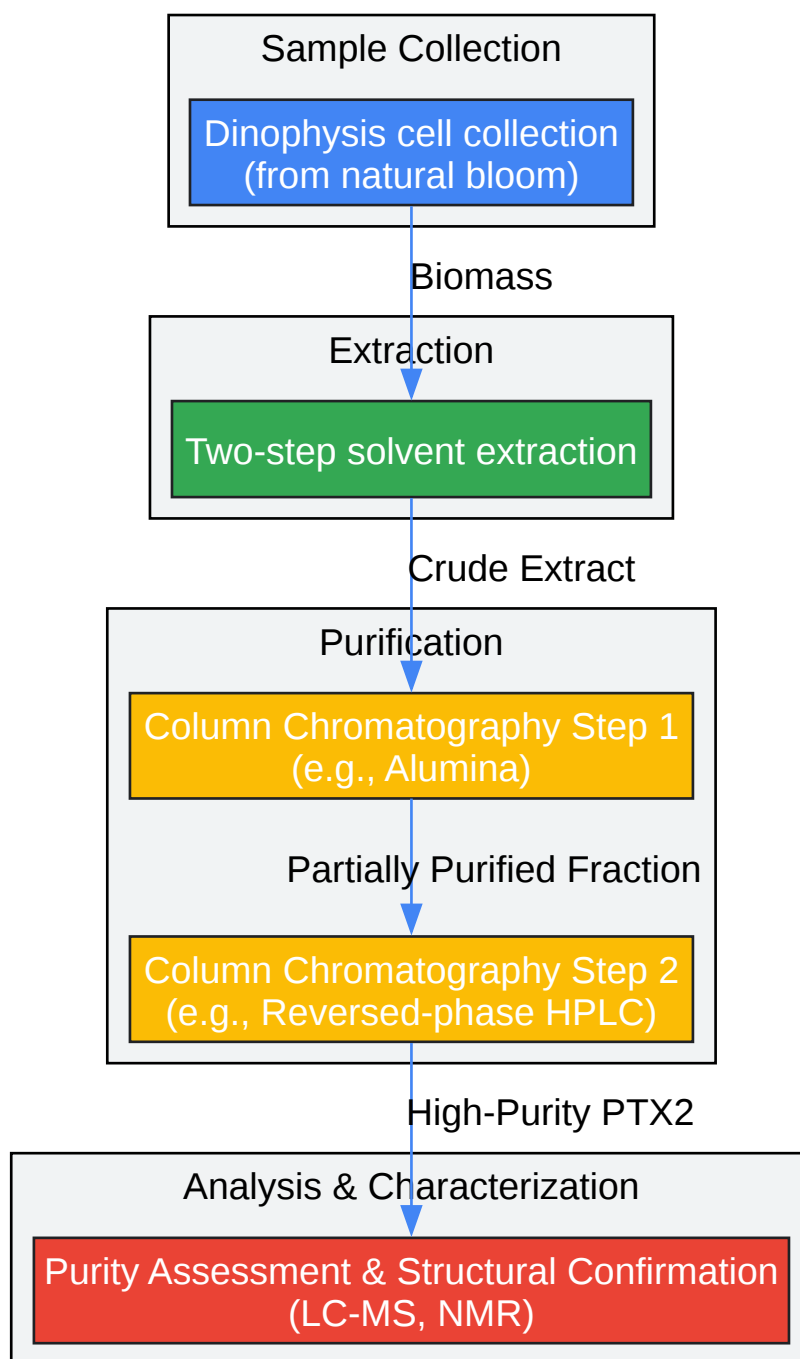 Sample Collection
Dinophysis cell collection
(from natural bloom)
Biomass
Extraction
Two-step solvent extraction
Crude Extract
Purification
Column Chromatography Step 1
(e.g., Alumina)
Partially Purified Fraction
Column Chromatography Step 2
(e.g., Reversed-phase HPLC)
High-Purity PTX2
Analysis & Characterization
Purity Assessment & Structural Confirmation
(LC-MS, NMR)